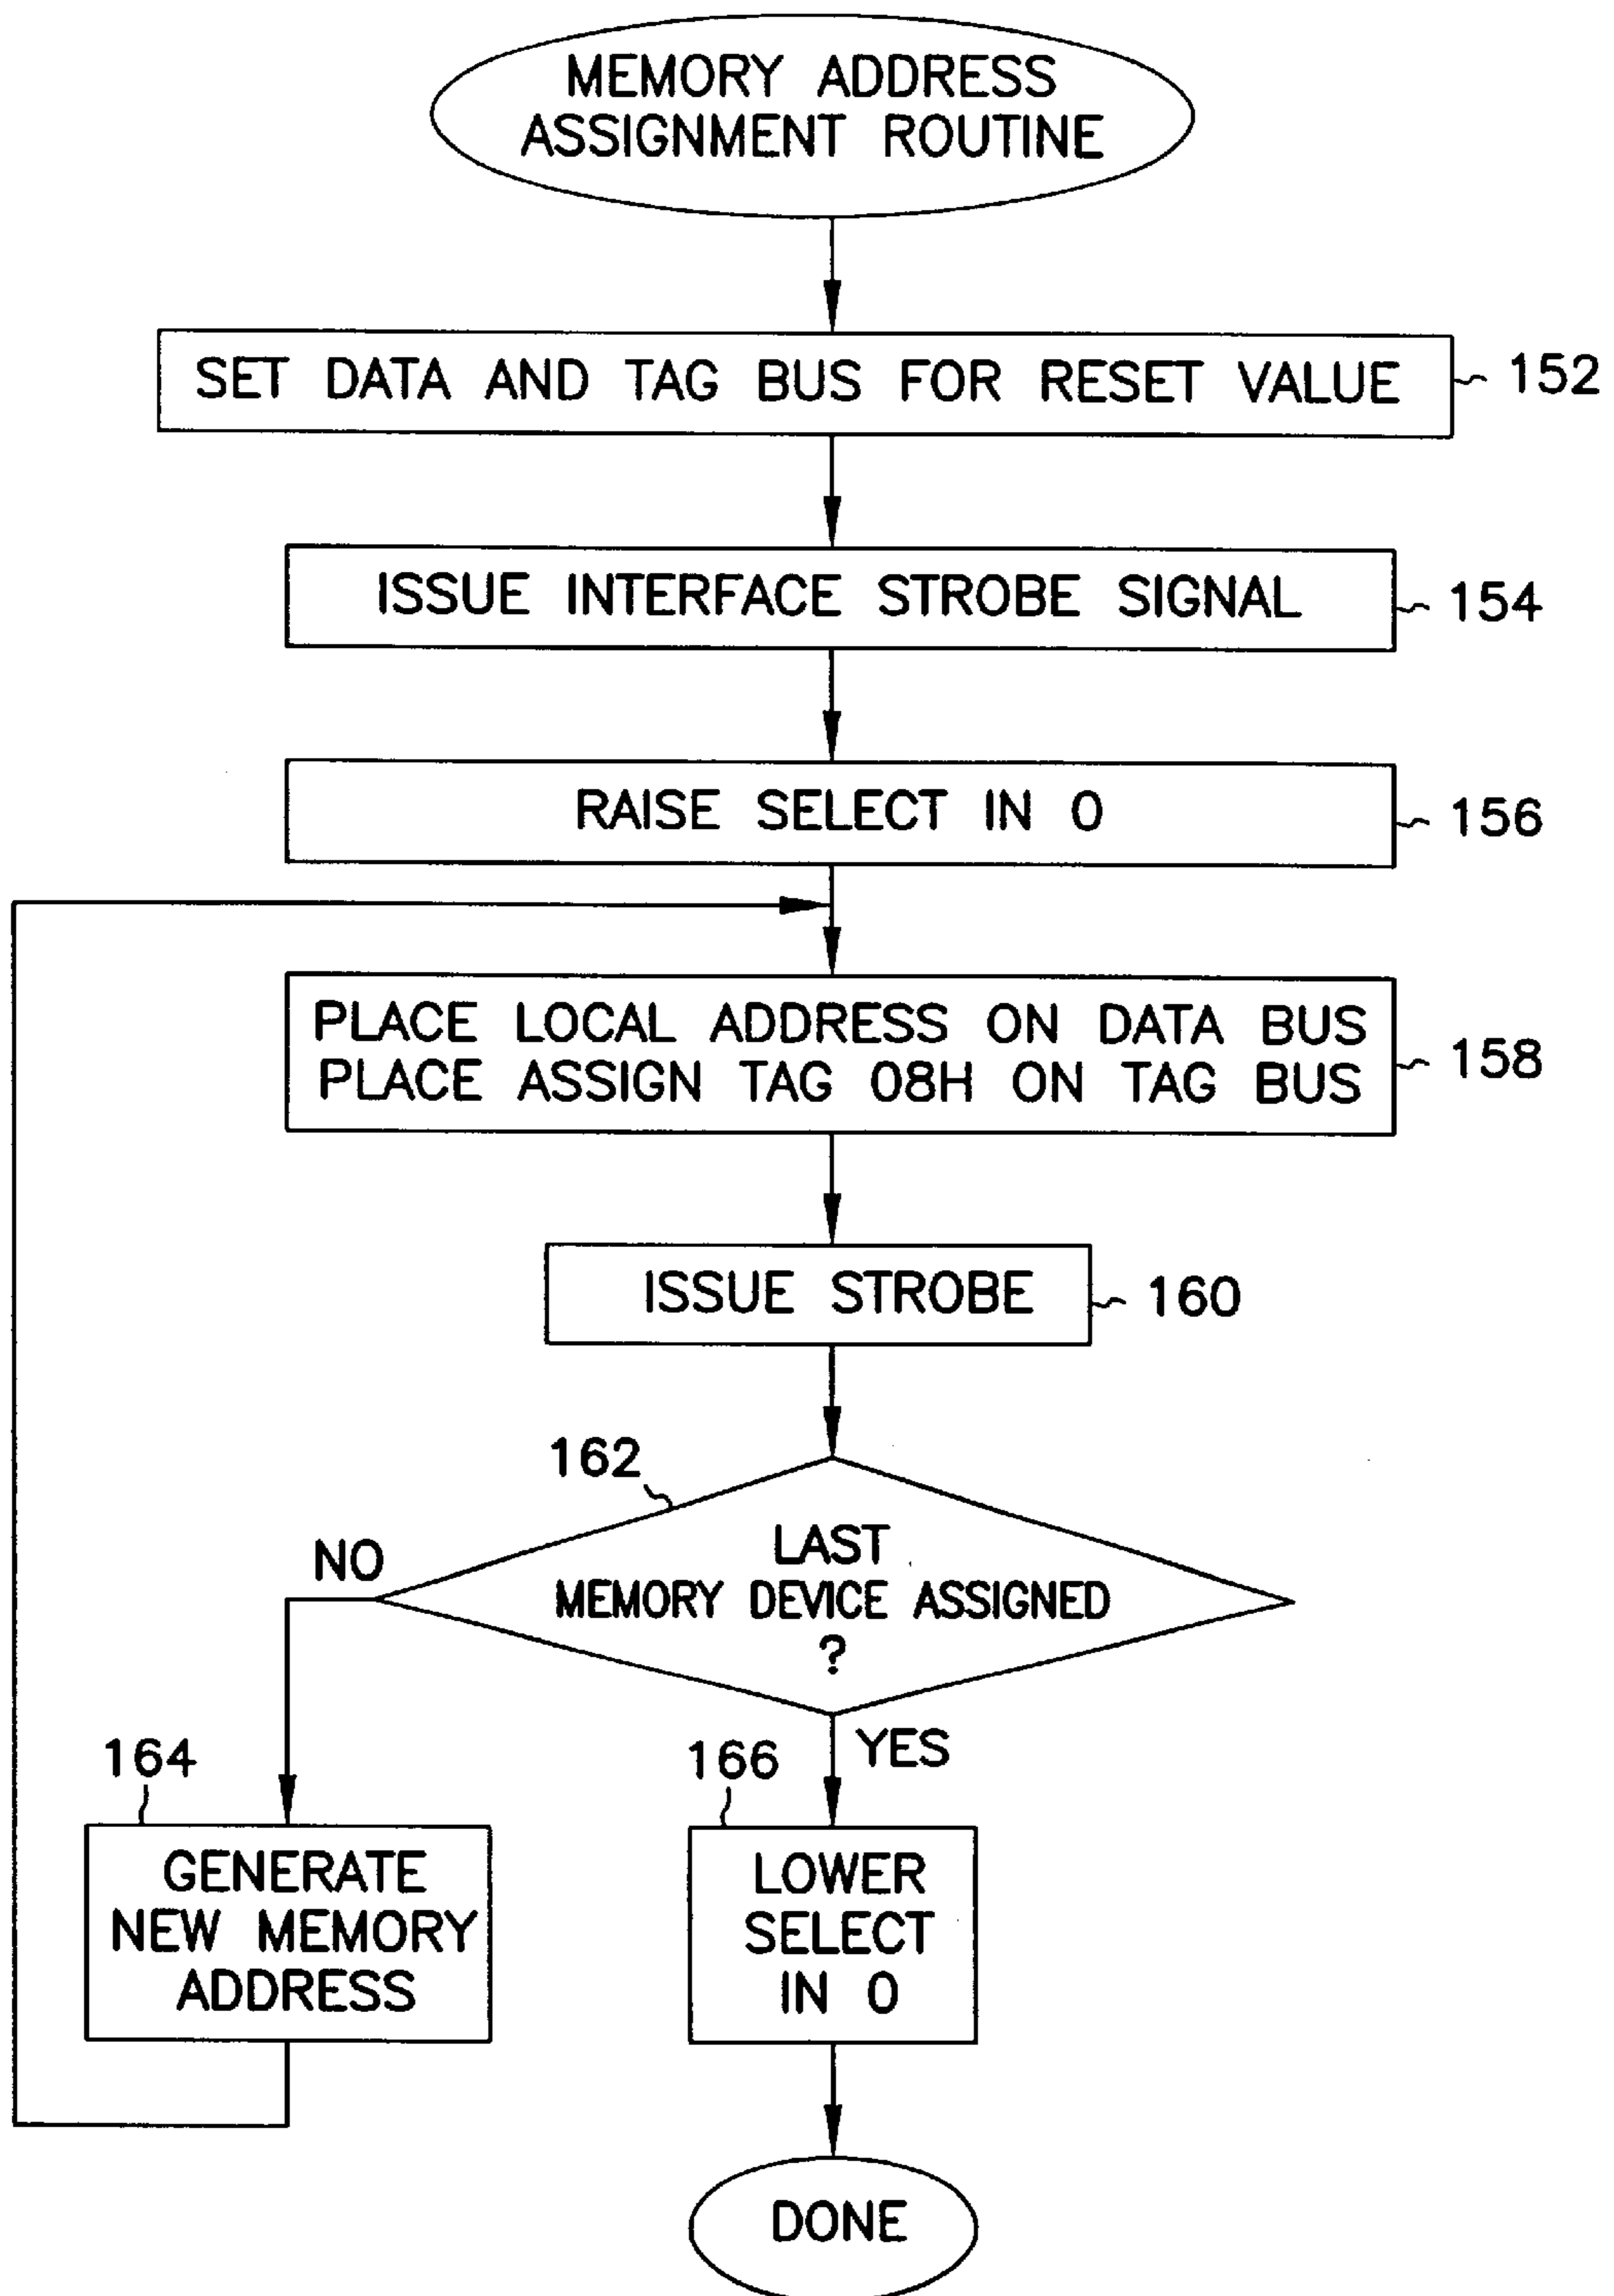 MEMORY ADDRESS
ASSIGNMENT ROUTINE
SET DATA AND TAG BUS FOR RESET VALUE
152
ISSUE INTERFACE STROBE SIGNAL
154
RAISE SELECT IN 0
156
PLACE LOCAL ADDRESS ON DATA BUS
PLACE ASSIGN TAG 08H ON TAG BUS
158
ISSUE STROBE
160
162
NO
LAST
MEMORY DEVICE ASSIGNED
?
YES
164
GENERATE
NEW MEMORY
ADDRESS
166
LOWER
SELECT
IN 0
DONE